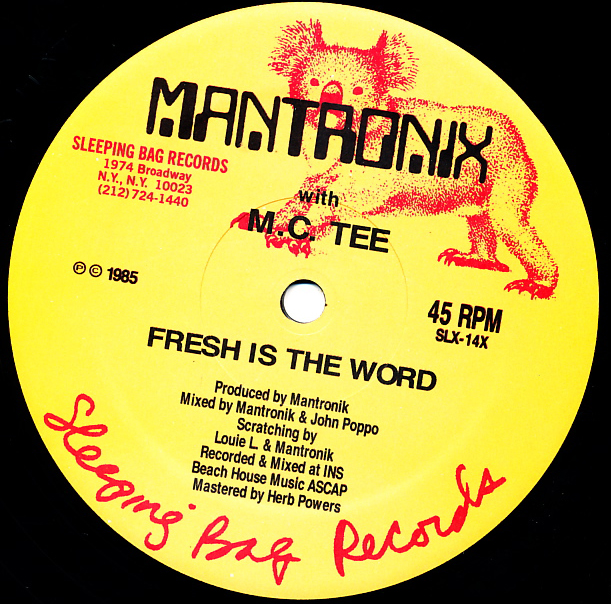 MANTRONIX
SLEEPING BAG RECORDS
1974 Broadway
N.Y., N.Y. 10023
(212) 724-1440
with
M.C. TEE
℗ © 1985
45 RPM
SLX-14X
FRESH IS THE WORD
Produced by Mantronik
Mixed by Mantronik & John Poppo
Scratching by
Louie L. & Mantronik
Recorded & Mixed at INS
Beach House Music ASCAP
Mastered by Herb Powers
Sleeping Bag Records